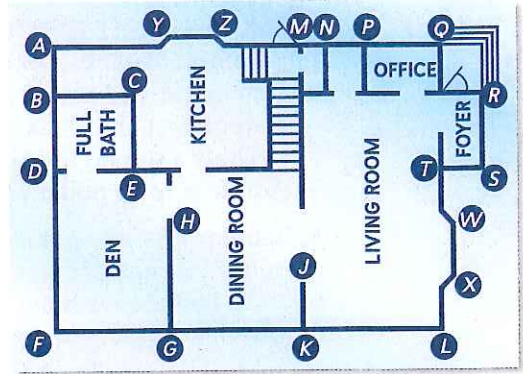 Y Z M N P Q
A
OFFICE
C
B R
KITCHEN
FULL
BATH
FOYER
D E T S
H
DINING ROOM
LIVING ROOM
W
DEN
J
X
F G K L